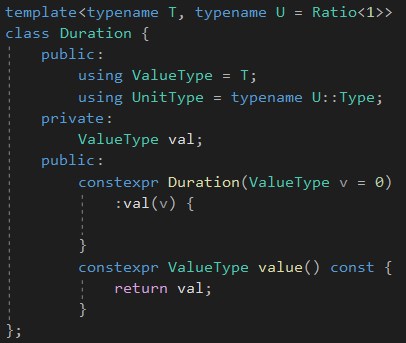 template<typename T, typename U = Ratio<1>>
class Duration {
    public:
        using ValueType = T;
        using UnitType = typename U::Type;
    private:
        ValueType val;
    public:
        constexpr Duration(ValueType v = 0)
            :val(v) {

        }
        constexpr ValueType value() const {
            return val;
        }
};